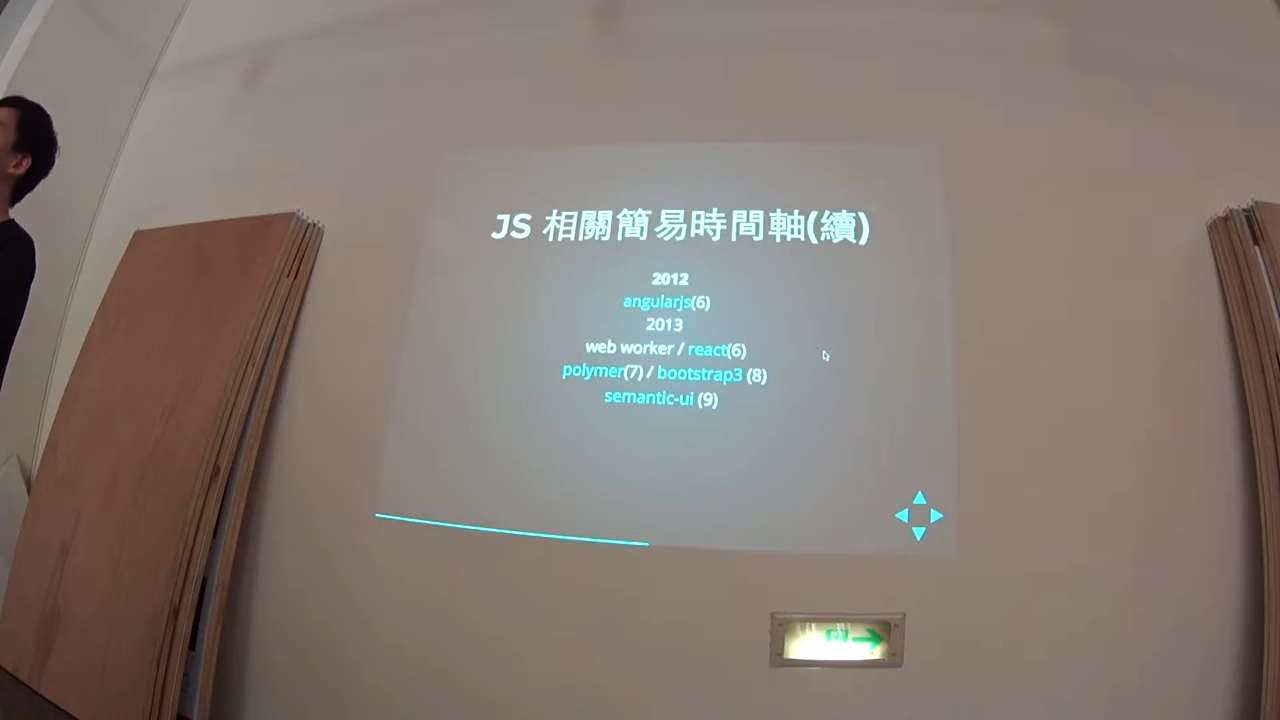 JS 相關簡易時間軸(續)
2012
angularjs(6)
2013
web worker / react(6)
polymer(7) / bootstrap3 (8)
semantic-ui (9)